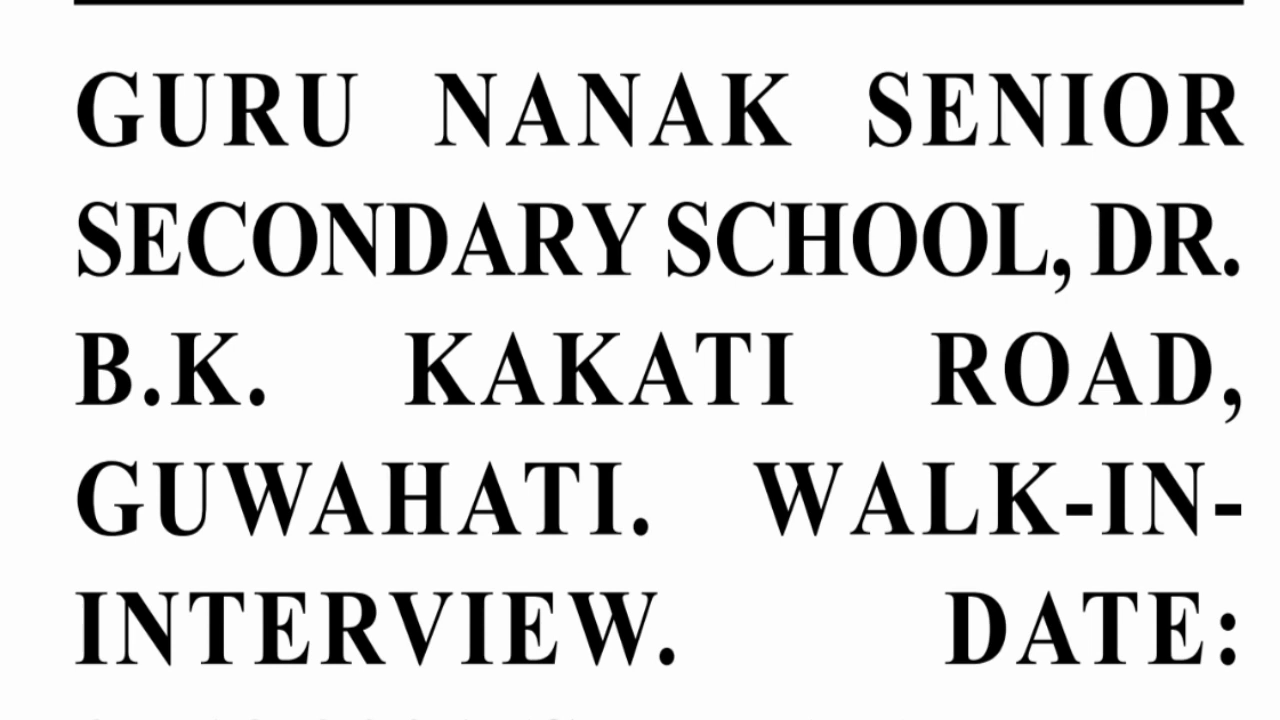 GURU NANAK SENIOR
SECONDARY SCHOOL, DR.
B.K. KAKATI ROAD,
GUWAHATI. WALK-IN-
INTERVIEW. DATE: